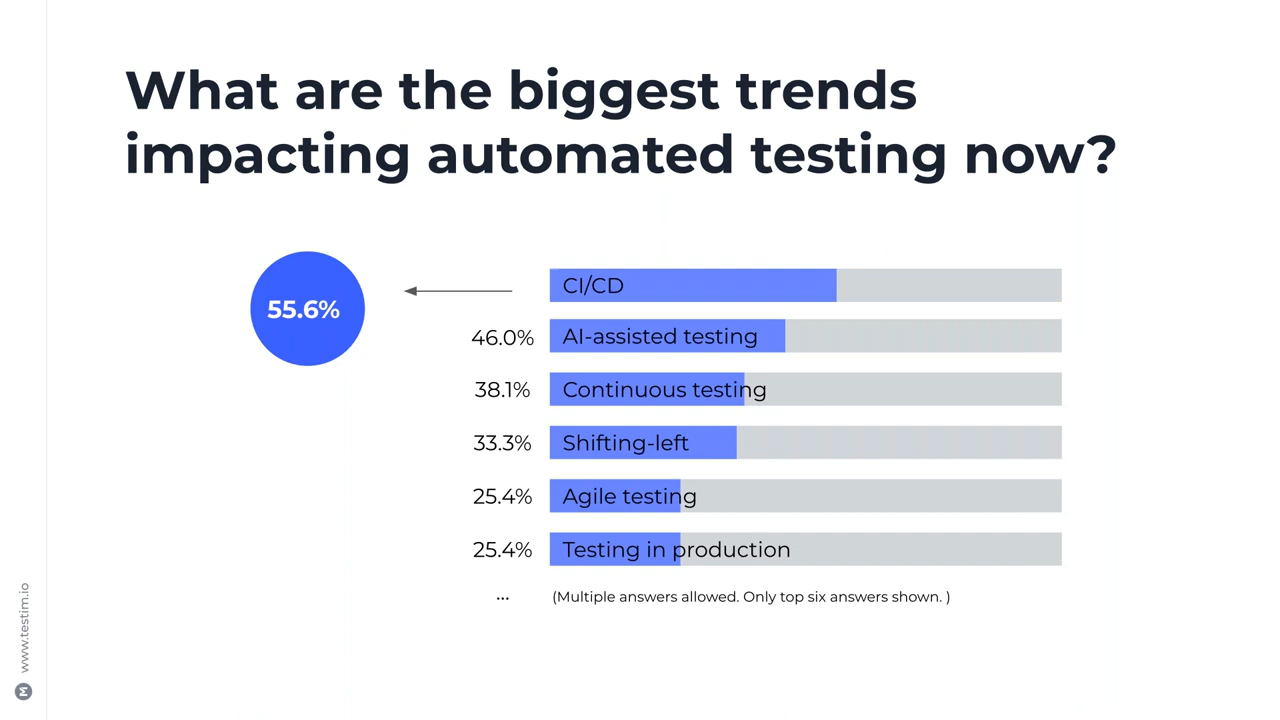 What are the biggest trends
impacting automated testing now?
55.6%
CI/CD
46.0% AI-assisted testing
38.1% Continuous testing
33.3% Shifting-left
25.4% Agile testing
25.4% Testing in production
... (Multiple answers allowed. Only top six answers shown. )
www.testim.io